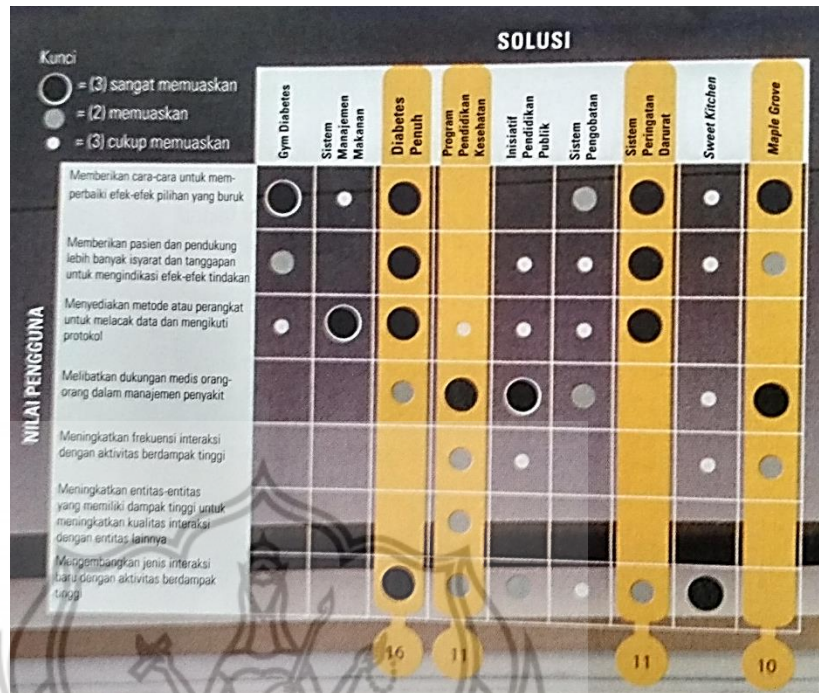 SOLUSI
Kunci
= (3) sangat memuaskan
= (2) memuaskan
= (3) cukup memuaskan
Gym Diabetes
Sistem
Manajemen
Makanan
Diabetes
Penuh
Program
Pendidikan
Kesehatan
Inisiatif
Pendidikan
Publik
Sistem
Pengobatan
Sistem
Peringatan
Darurat
Sweet Kitchen
Maple Grove
NILAI PENGGUNA
Memberikan cara-cara untuk mem-
perbaiki efek-efek pilihan yang buruk
Memberikan pasien dan pendukung
lebih banyak isyarat dan tanggapan
untuk mengindikasi efek-efek tindakan
Menyediakan metode atau perangkat
untuk melacak data dan mengikuti
protokol
Melibatkan dukungan medis orang-
orang dalam manajemen penyakit
Meningkatkan frekuensi interaksi
dengan aktivitas berdampak tinggi
Meningkatkan entitas-entitas
yang memiliki dampak tinggi untuk
meningkatkan kualitas interaksi
dengan entitas lainnya
Mengembangkan jenis interaksi
baru dengan aktivitas berdampak
tinggi
16
11
11
10